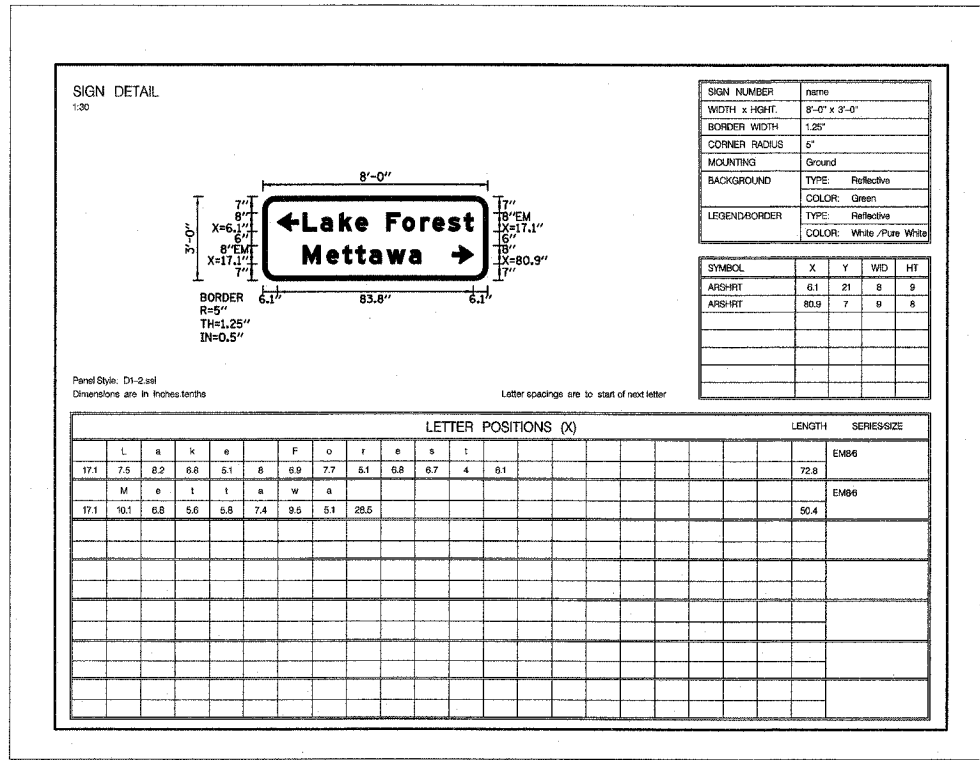 SIGN DETAIL
1:30
SIGN NUMBER name
WIDTH x HGHT. 8'-0" x 3'-0"
BORDER WIDTH 1.25"
CORNER RADIUS 5"
MOUNTING Ground
BACKGROUND TYPE: Reflective
COLOR: Green
LEGEND/BORDER TYPE: Reflective
COLOR: White /Pure White
8'-0"
3'-0"
7"
8"
X=6.1"
6"
8"EM
X=17.1"
7"
←Lake Forest
Mettawa →
7"
8"EM
X=17.1"
6"
8"
X=80.9"
7"
6.1" 83.8" 6.1"
BORDER
R=5"
TH=1.25"
IN=0.5"
SYMBOL X Y WID HT
ARSHRT 6.1 21 8 9
ARSHRT 80.9 7 9 8
Panel Style: D1-2.ssi
Dimensions are in inches.tenths
Letter spacings are to start of next letter
LETTER POSITIONS (X) LENGTH SERIES/SIZE
L a k e F o r e s t EM8/6
17.1 7.5 8.2 6.8 5.1 8 6.9 7.7 5.1 6.8 6.7 4 6.1 72.8
M e t t a w a EM8/6
17.1 10.1 6.8 5.6 5.8 7.4 9.5 5.1 28.5 50.4